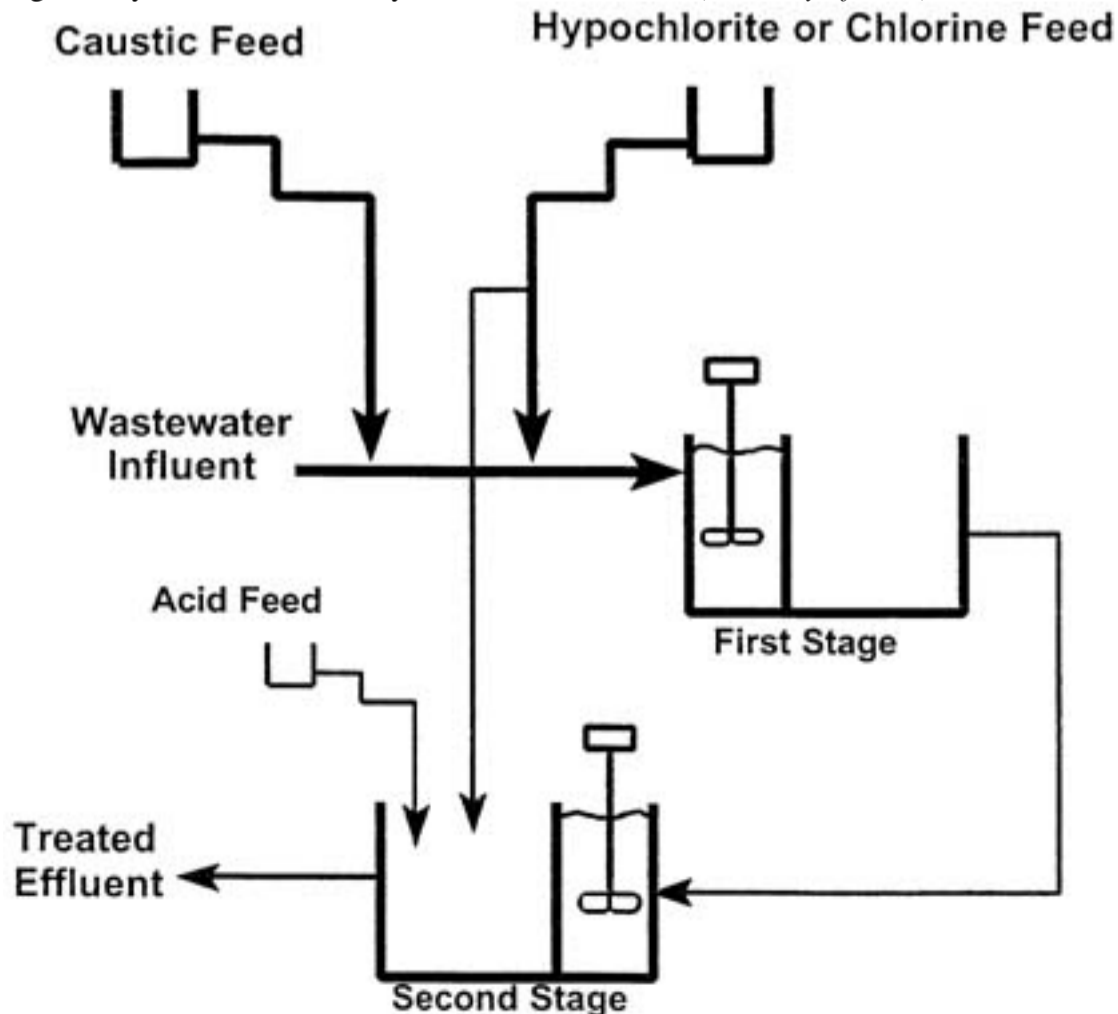 Caustic Feed
Hypochlorite or Chlorine Feed
Wastewater
Influent
Acid Feed
First Stage
Treated
Effluent
Second Stage